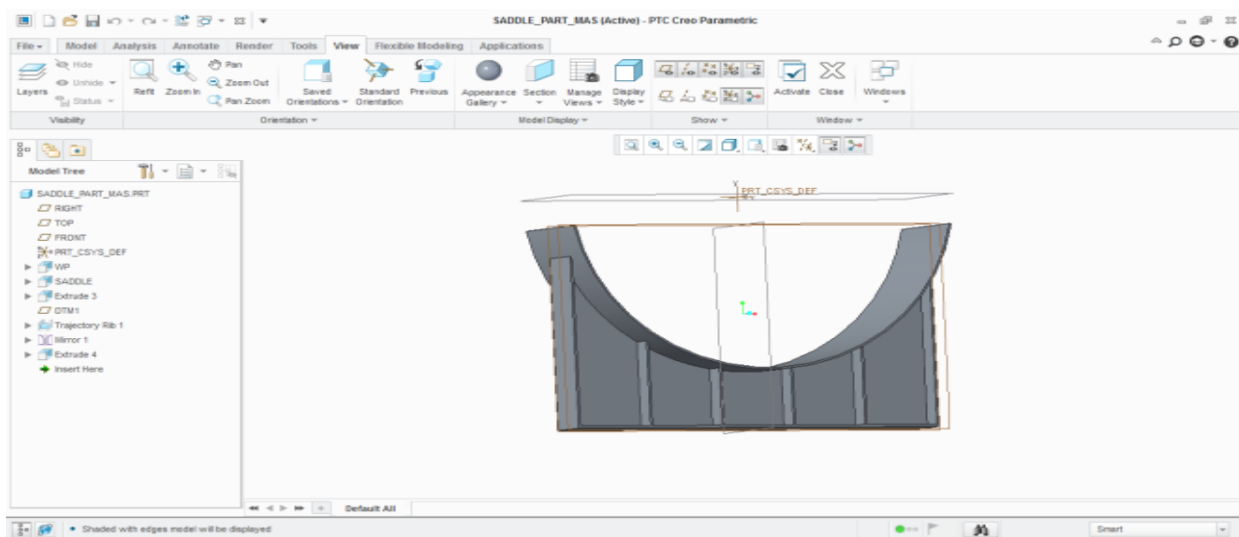 SADDLE_PART_MAS (Active) - PTC Creo Parametric
File Model Analysis Annotate Render Tools View Flexible Modeling Applications
Layers
Hide
Unhide
Status
Visibility
Refit
Zoom In
Pan
Zoom Out
Pan Zoom
Saved
Orientations
Standard
Orientation
Previous
Orientation
Appearance
Gallery
Section
Manage
Views
Display
Style
Model Display
Show
Activate
Close
Windows
Window
Model Tree
SADDLE_PART_MAS.PRT
RIGHT
TOP
FRONT
PRT_CSYS_DEF
WP
SADDLE
Extrude 3
DTM1
Trajectory Rib 1
Mirror 1
Extrude 4
Insert Here
Y
PRT_CSYS_DEF
Default All
Shaded with edges model will be displayed
Smart